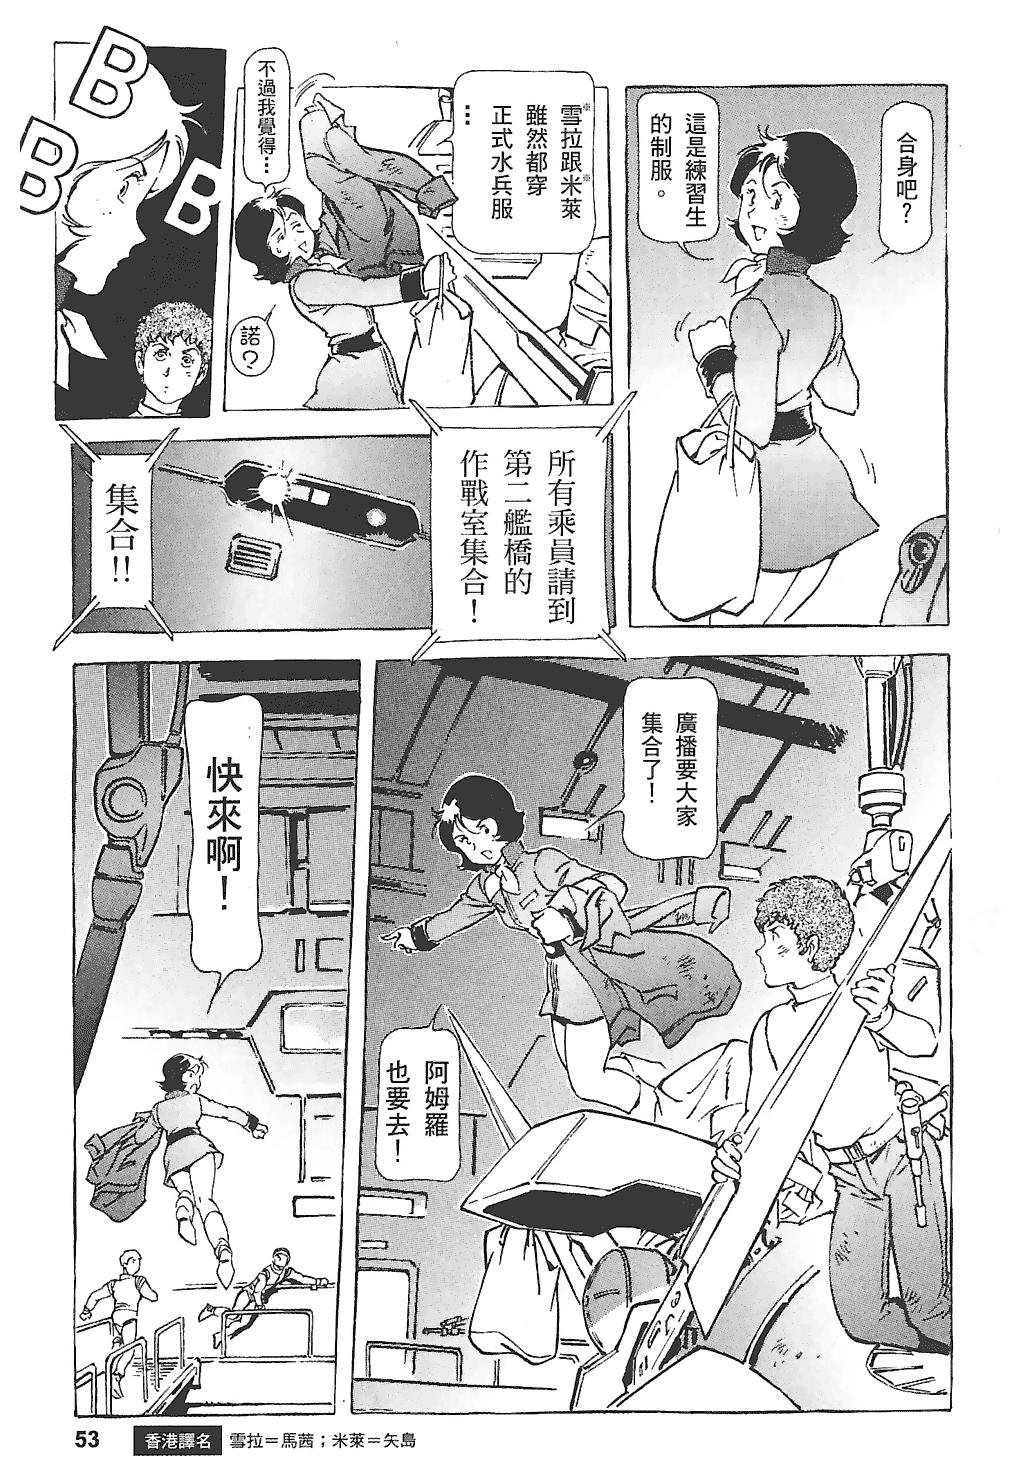 合身吧？
這是練習生
的制服。
※雪拉跟※米萊
雖然都穿
正式水兵服
…
不過我覺得…
諾？
B
B
B
所有乘員請到
第二艦橋的
作戰室集合！
集合!!
廣播要大家
集合了！
阿姆羅
也要去！
快來啊！
53 香港譯名 雪拉＝馬茜；米萊＝矢島